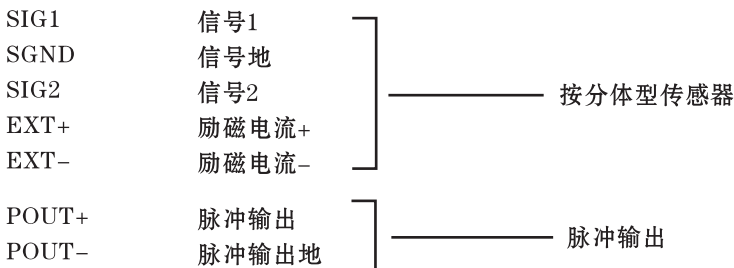 SIG1 信号1
SGND 信号地
SIG2 信号2
按分体型传感器
EXT+ 励磁电流+
EXT− 励磁电流−
POUT+ 脉冲输出
脉冲输出
POUT− 脉冲输出地